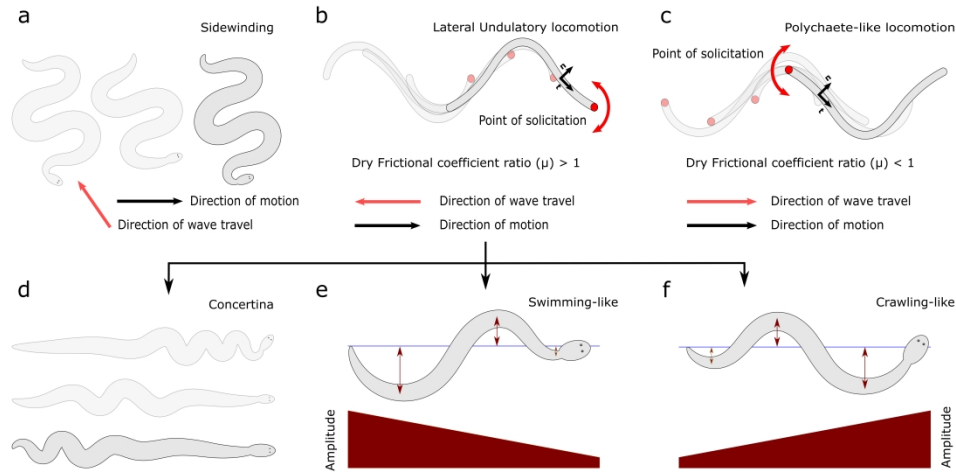 a
Sidewinding
Direction of motion
Direction of wave travel
b
Lateral Undulatory locomotion
n
t
Point of solicitation
Dry Frictional coefficient ratio (μ) > 1
Direction of wave travel
Direction of motion
c
Polychaete-like locomotion
Point of solicitation
n
t
Dry Frictional coefficient ratio (μ) < 1
Direction of wave travel
Direction of motion
d
Concertina
e
Swimming-like
Amplitude
f
Crawling-like
Amplitude